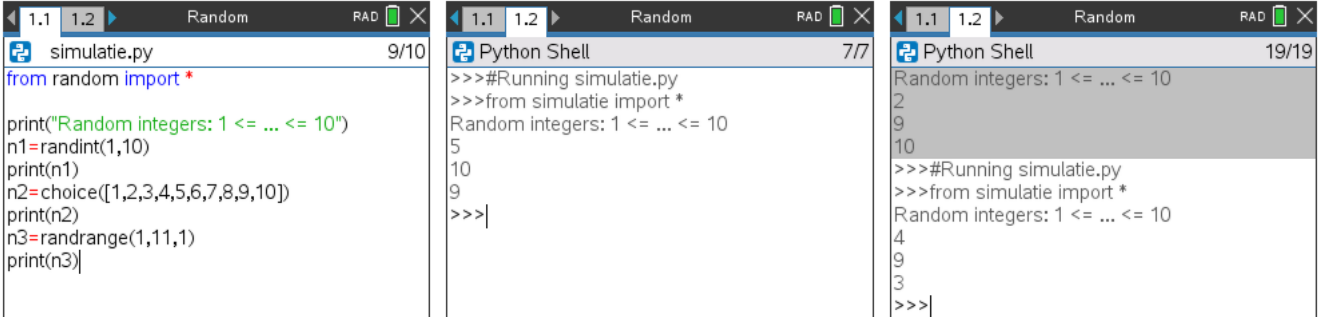 1.1 1.2 Random RAD
simulatie.py 9/10
from random import *
print("Random integers: 1 <= ... <= 10")
n1=randint(1,10)
print(n1)
n2=choice([1,2,3,4,5,6,7,8,9,10])
print(n2)
n3=randrange(1,11,1)
print(n3)
1.1 1.2 Random RAD
Python Shell 7/7
>>>#Running simulatie.py
>>>from simulatie import *
Random integers: 1 <= ... <= 10
5
10
9
>>>
1.1 1.2 Random RAD
Python Shell 19/19
Random integers: 1 <= ... <= 10
2
9
10
>>>#Running simulatie.py
>>>from simulatie import *
Random integers: 1 <= ... <= 10
4
9
3
>>>